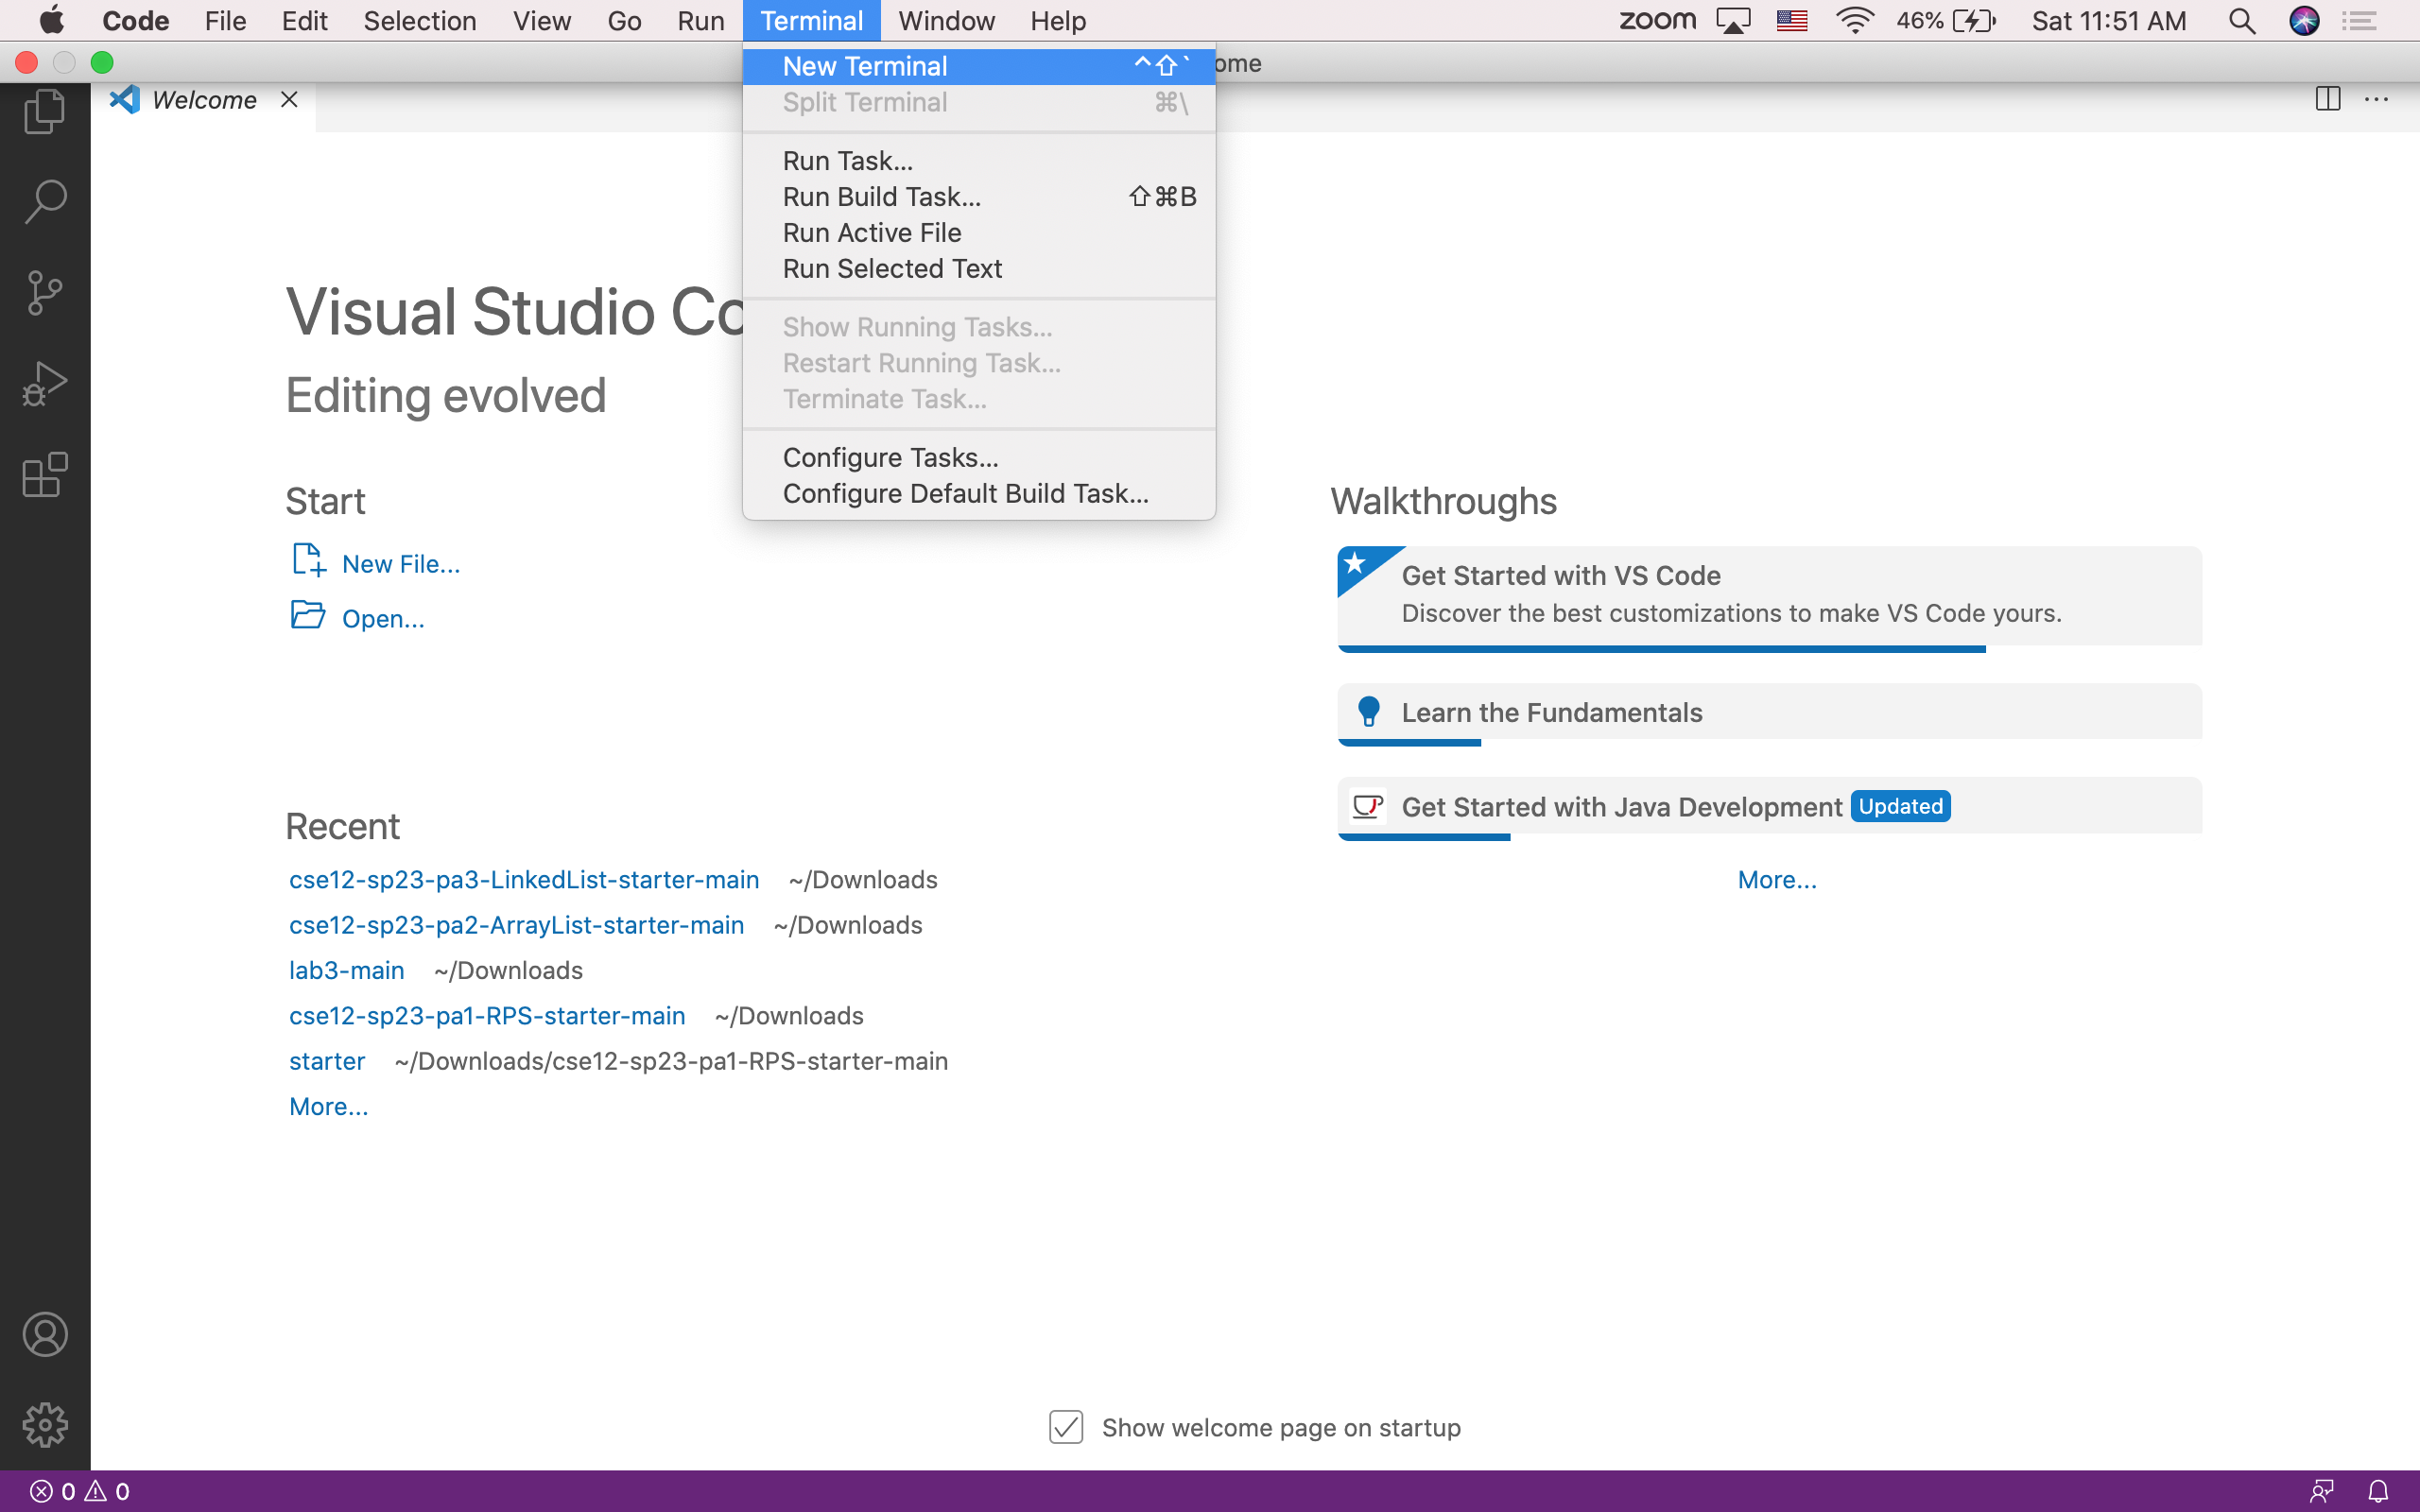 Code File Edit Selection View Go Run Terminal Window Help zoom 46% Sat 11:51 AM
New Terminal ^⇧` ome
Welcome
Split Terminal ⌘\
Run Task...
Run Build Task... ⇧⌘B
Run Active File
Run Selected Text
Visual Studio Co
Show Running Tasks...
Restart Running Task...
Terminate Task...
Editing evolved
Configure Tasks...
Configure Default Build Task...
Start
New File...
Open...
Recent
cse12-sp23-pa3-LinkedList-starter-main ~/Downloads
cse12-sp23-pa2-ArrayList-starter-main ~/Downloads
lab3-main ~/Downloads
cse12-sp23-pa1-RPS-starter-main ~/Downloads
starter ~/Downloads/cse12-sp23-pa1-RPS-starter-main
More...
Walkthroughs
Get Started with VS Code
Discover the best customizations to make VS Code yours.
Learn the Fundamentals
Get Started with Java Development Updated
More...
Show welcome page on startup
0 0